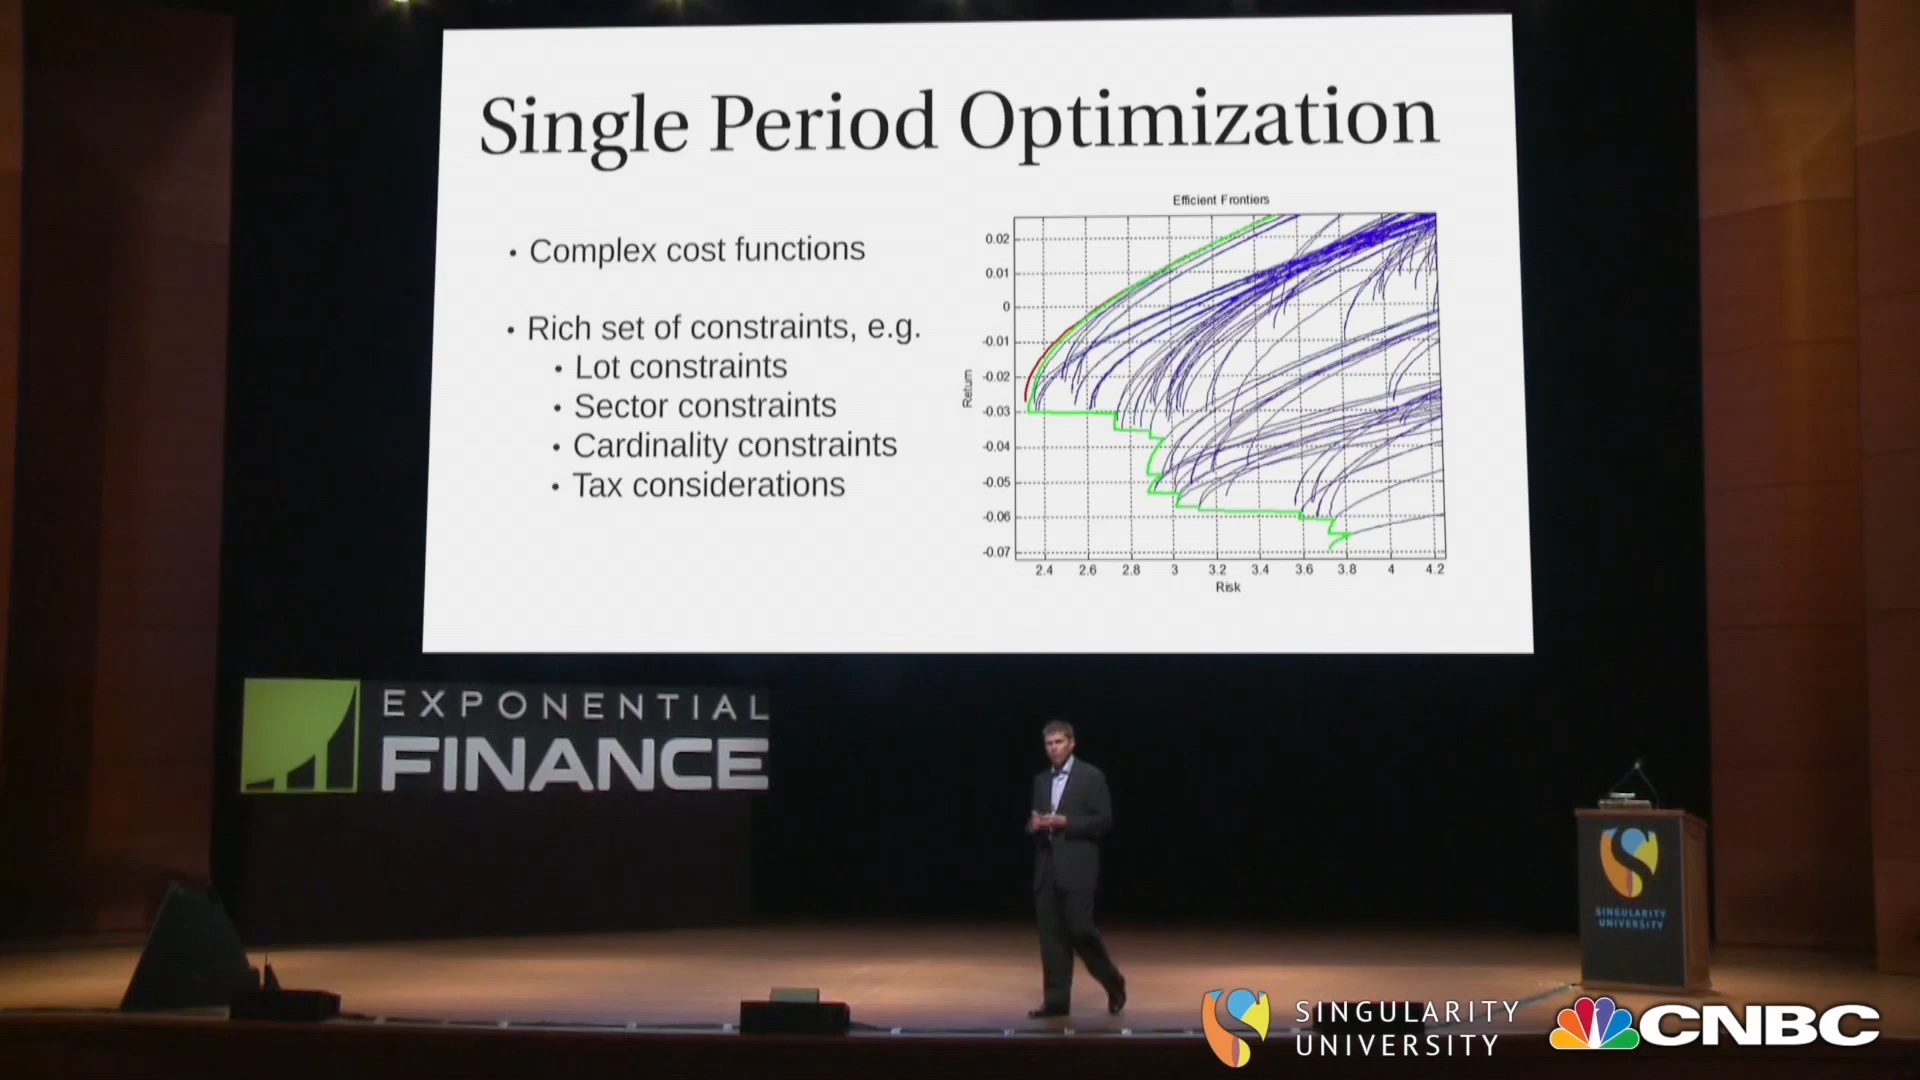 Single Period Optimization
• Complex cost functions
• Rich set of constraints, e.g.
• Lot constraints
• Sector constraints
• Cardinality constraints
• Tax considerations
Efficient Frontiers
Return
0.02
0.01
0
-0.01
-0.02
-0.03
-0.04
-0.05
-0.06
-0.07
2.4 2.6 2.8 3 3.2 3.4 3.6 3.8 4 4.2
Risk
EXPONENTIAL
FINANCE
SINGULARITY
UNIVERSITY
SINGULARITY
UNIVERSITY
CNBC